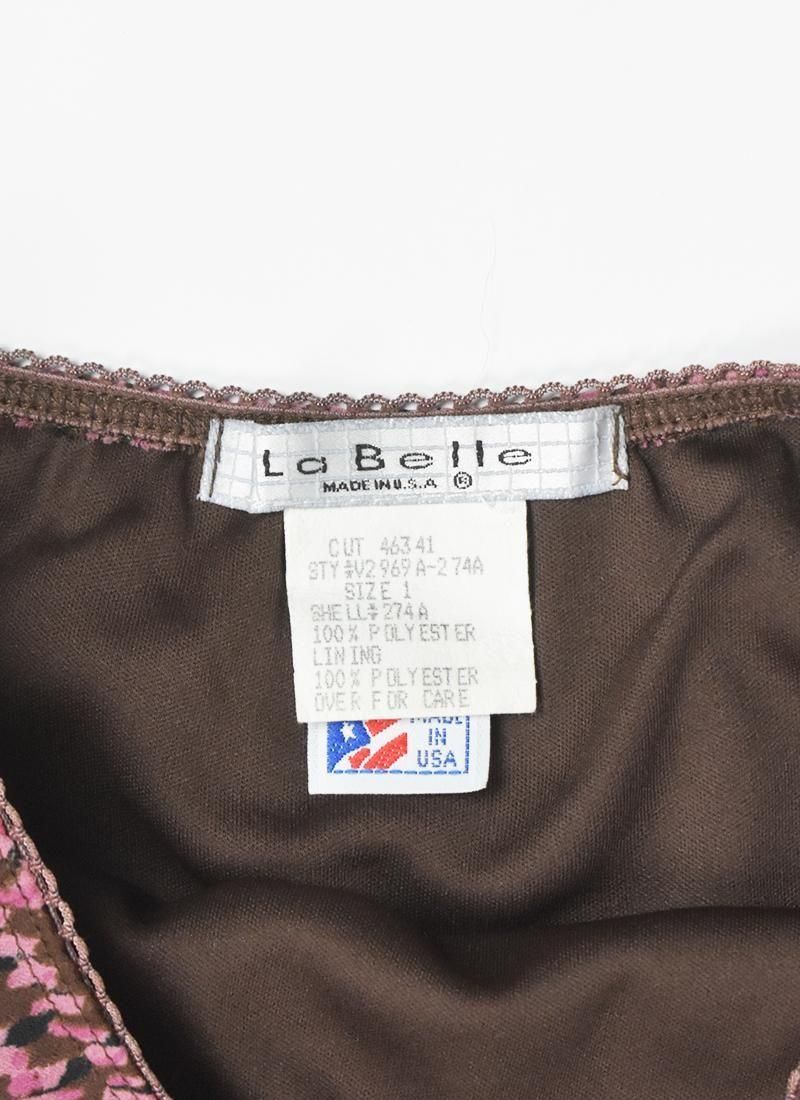 La Belle
MADE IN U.S.A ®
CUT 46341
STY#V2969A-274A
SIZE 1
SHELL#274A
100% POLYESTER
LINING
100% POLYESTER
OVER FOR CARE
MADE
IN
USA